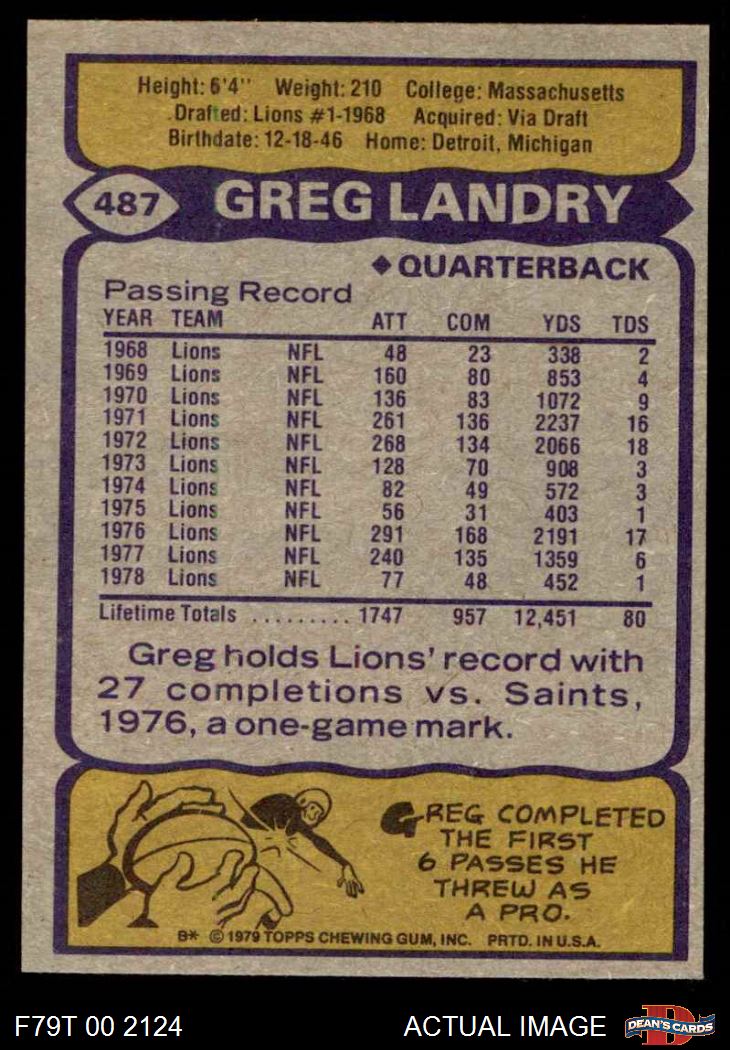 Height: 6'4'' Weight: 210 College: Massachusetts
Drafted: Lions #1-1968 Acquired: Via Draft
Birthdate: 12-18-46 Home: Detroit, Michigan
487 GREG LANDRY
◆ QUARTERBACK
Passing Record
YEAR TEAM ATT COM YDS TDS
1968 Lions NFL 48 23 338 2
1969 Lions NFL 160 80 853 4
1970 Lions NFL 136 83 1072 9
1971 Lions NFL 261 136 2237 16
1972 Lions NFL 268 134 2066 18
1973 Lions NFL 128 70 908 3
1974 Lions NFL 82 49 572 3
1975 Lions NFL 56 31 403 1
1976 Lions NFL 291 168 2191 17
1977 Lions NFL 240 135 1359 6
1978 Lions NFL 77 48 452 1
Lifetime Totals ......... 1747 957 12,451 80
Greg holds Lions' record with
27 completions vs. Saints,
1976, a one-game mark.
GREG COMPLETED
THE FIRST
6 PASSES HE
THREW AS
A PRO.
B* © 1979 TOPPS CHEWING GUM, INC. PRTD. IN U.S.A.
F79T 00 2124 ACTUAL IMAGE D DEAN'S CARDS